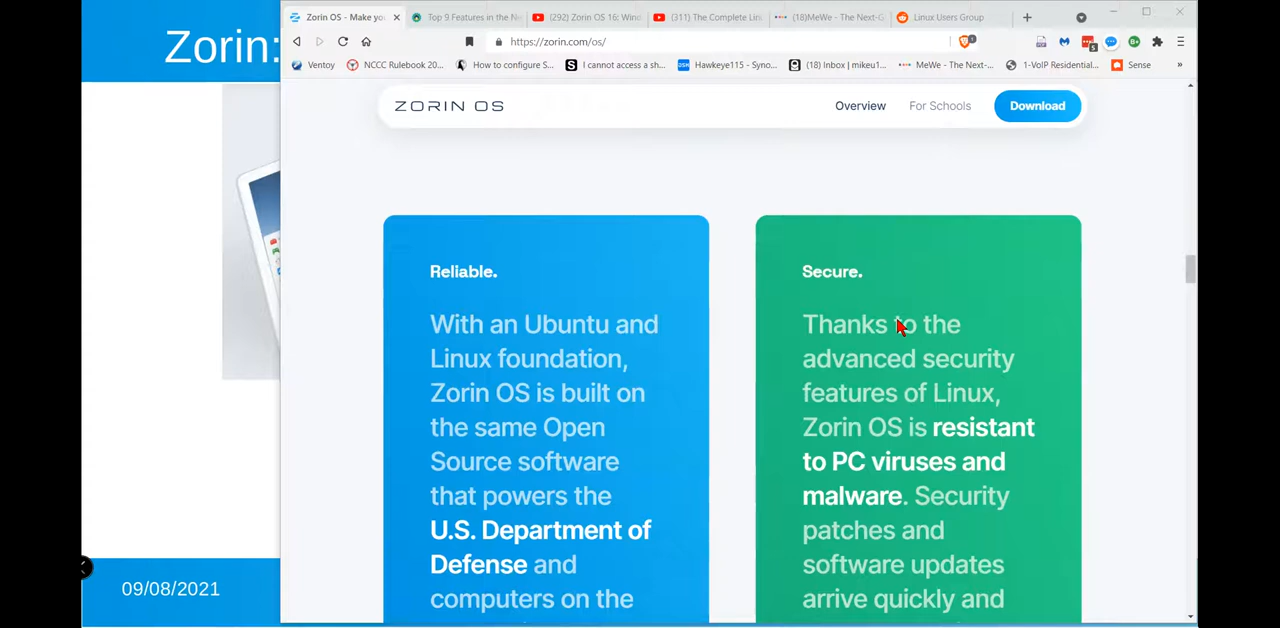 Zorin:
Zorin OS - Make you
Top 9 Features in the Ne
(292) Zorin OS 16: Wind
(311) The Complete Lin
(18)MeWe - The Next-G
Linux Users Group
https://zorin.com/os/
Ventoy
NCCC Rulebook 20...
How to configure S...
I cannot access a sh...
Hawkeye115 - Syno...
(18) Inbox | mikeu1...
MeWe - The Next-...
1-VoIP Residential...
Sense
»
ZORIN OS
Overview
For Schools
Download
Reliable.
With an Ubuntu and
Linux foundation,
Zorin OS is built on
the same Open
Source software
that powers the
U.S. Department of
Defense and
computers on the
Secure.
Thanks to the
advanced security
features of Linux,
Zorin OS is resistant
to PC viruses and
malware. Security
patches and
software updates
arrive quickly and
09/08/2021